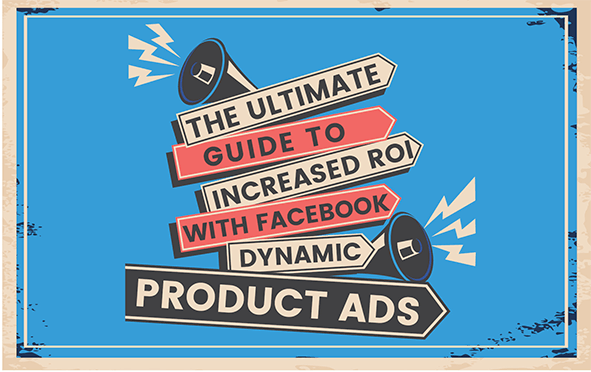 THE ULTIMATE
GUIDE TO
INCREASED ROI
WITH FACEBOOK
DYNAMIC
PRODUCT ADS